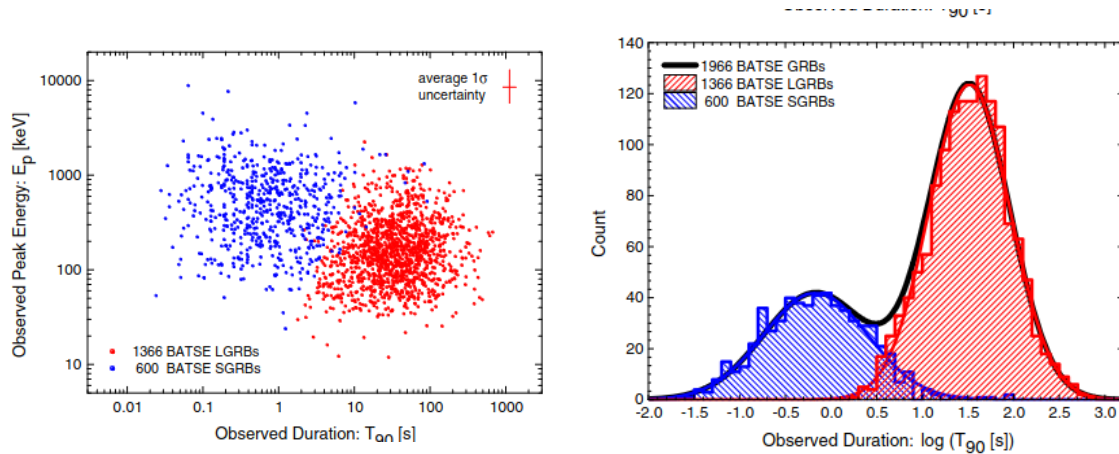 Observed Duration: T90 [s]
10000
1000
100
10
Observed Peak Energy: Ep [keV]
average 1σ
uncertainty
1366 BATSE LGRBs
600 BATSE SGRBs
0.01 0.1 1 10 100 1000
Observed Duration: T90 [s]
140
120
100
80
60
40
20
0
Count
1966 BATSE GRBs
1366 BATSE LGRBs
600 BATSE SGRBs
-2.0 -1.5 -1.0 -0.5 0.0 0.5 1.0 1.5 2.0 2.5 3.0
Observed Duration: log (T90 [s])